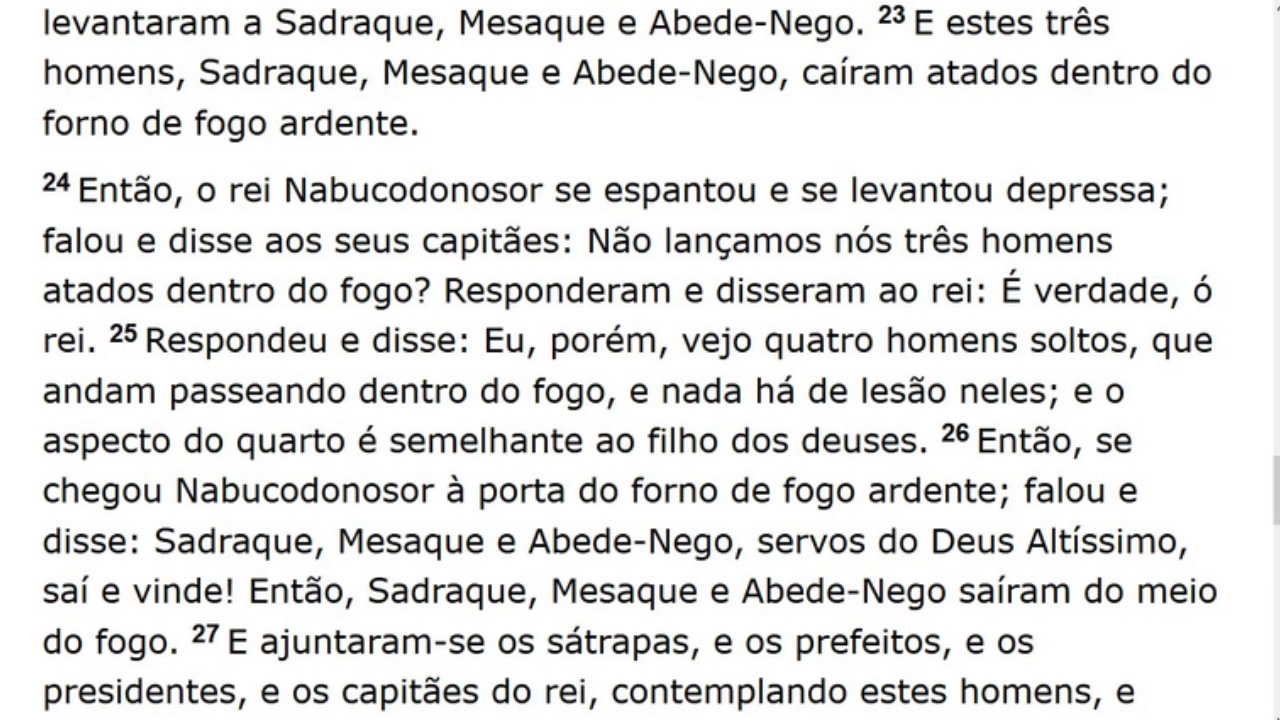 levantaram a Sadraque, Mesaque e Abede-Nego. 23 E estes três
homens, Sadraque, Mesaque e Abede-Nego, caíram atados dentro do
forno de fogo ardente.
24 Então, o rei Nabucodonosor se espantou e se levantou depressa;
falou e disse aos seus capitães: Não lançamos nós três homens
atados dentro do fogo? Responderam e disseram ao rei: É verdade, ó
rei. 25 Respondeu e disse: Eu, porém, vejo quatro homens soltos, que
andam passeando dentro do fogo, e nada há de lesão neles; e o
aspecto do quarto é semelhante ao filho dos deuses. 26 Então, se
chegou Nabucodonosor à porta do forno de fogo ardente; falou e
disse: Sadraque, Mesaque e Abede-Nego, servos do Deus Altíssimo,
saí e vinde! Então, Sadraque, Mesaque e Abede-Nego saíram do meio
do fogo. 27 E ajuntaram-se os sátrapas, e os prefeitos, e os
presidentes, e os capitães do rei, contemplando estes homens, e